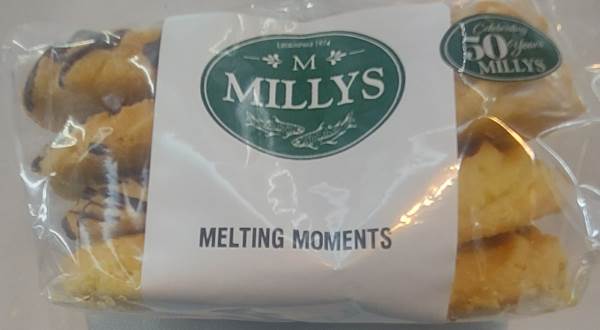 Established 1974
M
MILLYS
Celebrating
50 Years
MILLYS
MELTING MOMENTS